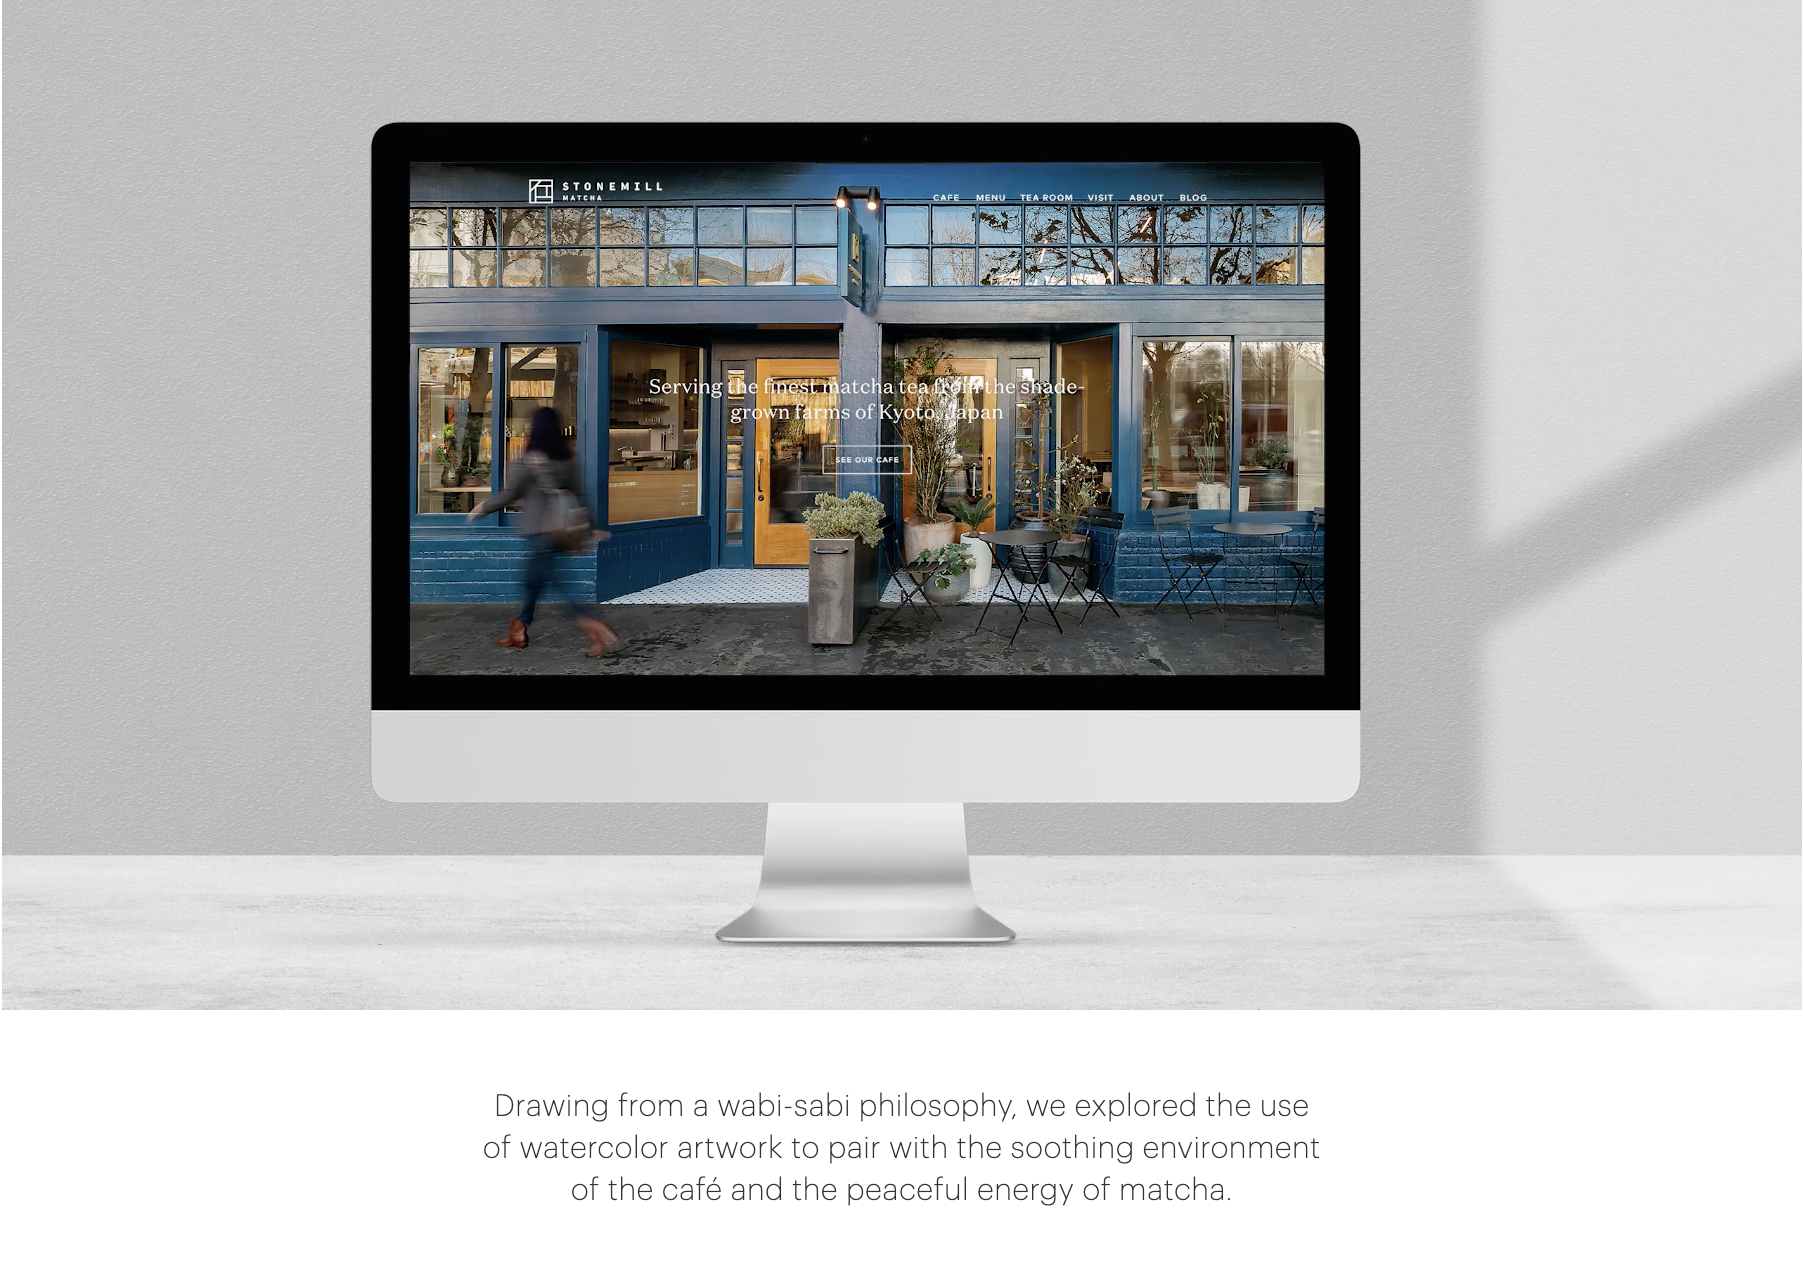 STONEMILL
MATCHA
CAFE MENU TEA ROOM VISIT ABOUT BLOG
Serving the finest matcha tea from the shade-
grown farms of Kyoto, Japan
SEE OUR CAFE
Drawing from a wabi-sabi philosophy, we explored the use
of watercolor artwork to pair with the soothing environment
of the café and the peaceful energy of matcha.